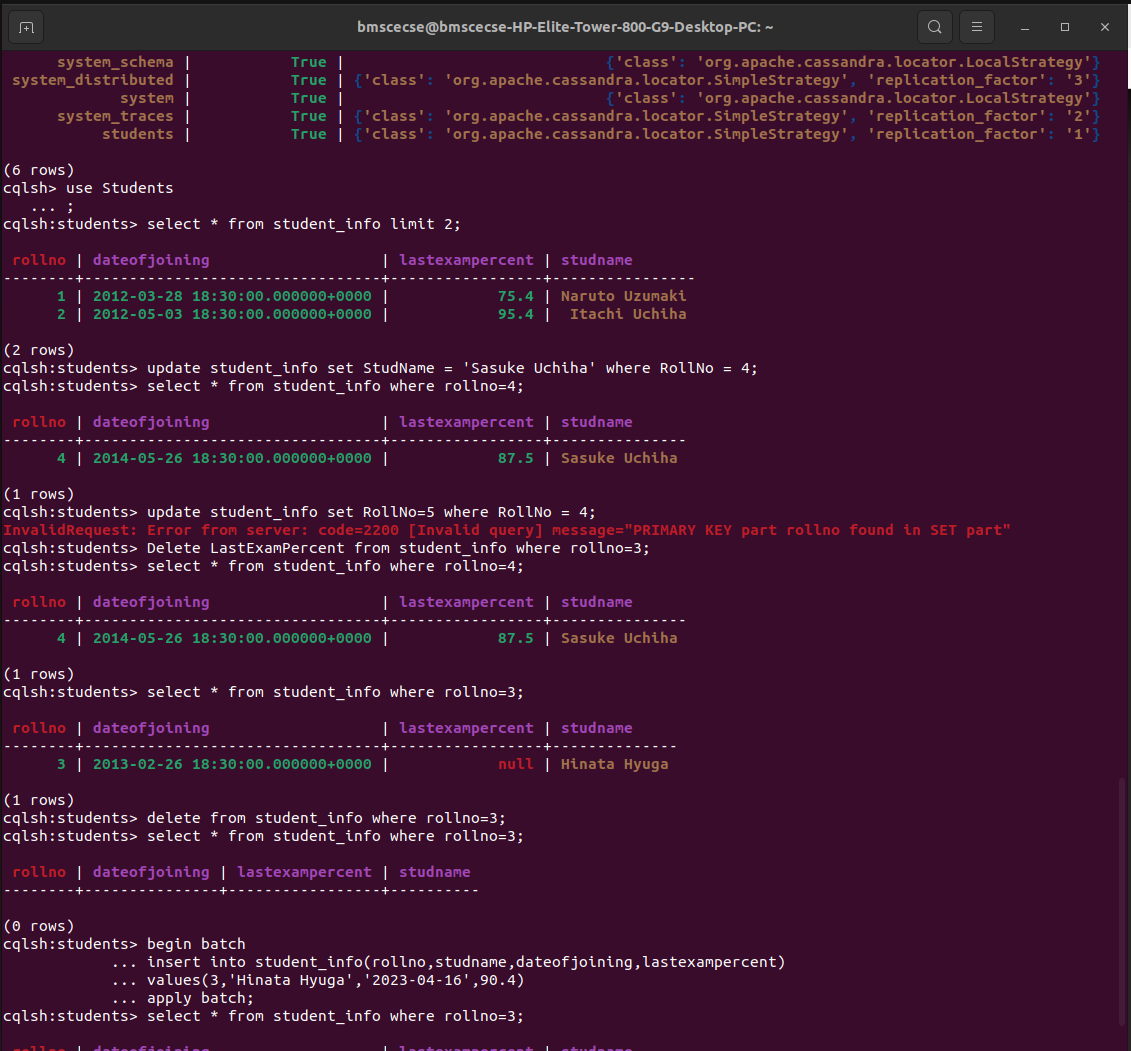 bmscecse@bmscecse-HP-Elite-Tower-800-G9-Desktop-PC: ~
system_schema | True | {'class': 'org.apache.cassandra.locator.LocalStrategy'}
system_distributed | True | {'class': 'org.apache.cassandra.locator.SimpleStrategy', 'replication_factor': '3'}
system | True | {'class': 'org.apache.cassandra.locator.LocalStrategy'}
system_traces | True | {'class': 'org.apache.cassandra.locator.SimpleStrategy', 'replication_factor': '2'}
students | True | {'class': 'org.apache.cassandra.locator.SimpleStrategy', 'replication_factor': '1'}
(6 rows)
cqlsh> use Students
... ;
cqlsh:students> select * from student_info limit 2;
rollno | dateofjoining | lastexampercent | studname
--------+---------------------------------+-----------------+----------------
1 | 2012-03-28 18:30:00.000000+0000 | 75.4 | Naruto Uzumaki
2 | 2012-05-03 18:30:00.000000+0000 | 95.4 | Itachi Uchiha
(2 rows)
cqlsh:students> update student_info set StudName = 'Sasuke Uchiha' where RollNo = 4;
cqlsh:students> select * from student_info where rollno=4;
rollno | dateofjoining | lastexampercent | studname
--------+---------------------------------+-----------------+---------------
4 | 2014-05-26 18:30:00.000000+0000 | 87.5 | Sasuke Uchiha
(1 rows)
cqlsh:students> update student_info set RollNo=5 where RollNo = 4;
InvalidRequest: Error from server: code=2200 [Invalid query] message="PRIMARY KEY part rollno found in SET part"
cqlsh:students> Delete LastExamPercent from student_info where rollno=3;
cqlsh:students> select * from student_info where rollno=4;
rollno | dateofjoining | lastexampercent | studname
--------+---------------------------------+-----------------+---------------
4 | 2014-05-26 18:30:00.000000+0000 | 87.5 | Sasuke Uchiha
(1 rows)
cqlsh:students> select * from student_info where rollno=3;
rollno | dateofjoining | lastexampercent | studname
--------+---------------------------------+-----------------+--------------
3 | 2013-02-26 18:30:00.000000+0000 | null | Hinata Hyuga
(1 rows)
cqlsh:students> delete from student_info where rollno=3;
cqlsh:students> select * from student_info where rollno=3;
rollno | dateofjoining | lastexampercent | studname
--------+---------------+-----------------+----------
(0 rows)
cqlsh:students> begin batch
... insert into student_info(rollno,studname,dateofjoining,lastexampercent)
... values(3,'Hinata Hyuga','2023-04-16',90.4)
... apply batch;
cqlsh:students> select * from student_info where rollno=3;
rollno | dateofjoining | lastexampercent | studname